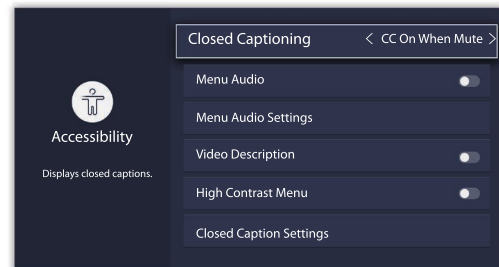 Closed Captioning < CC On When Mute >
Menu Audio
Accessibility
Displays closed captions.
Menu Audio Settings
Video Description
High Contrast Menu
Closed Caption Settings